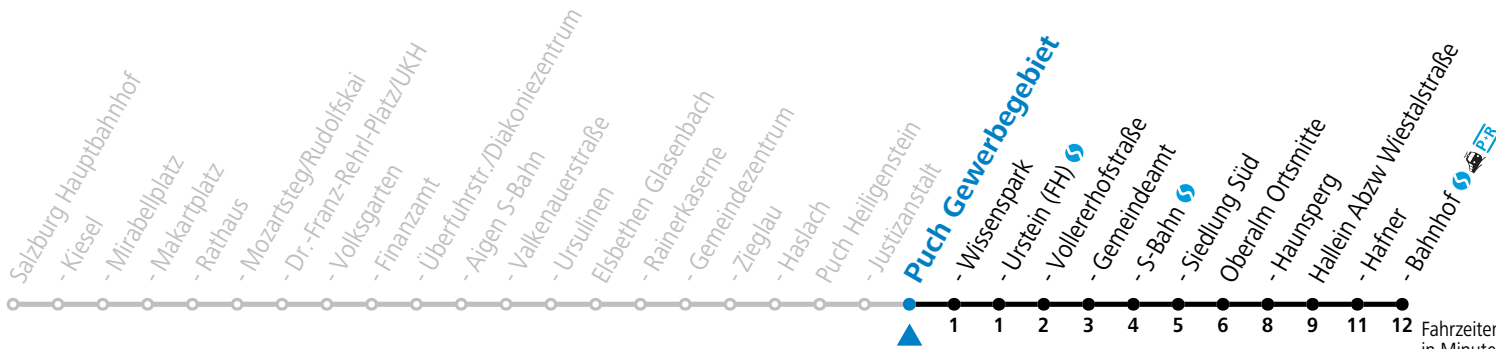 Salzburg Hauptbahnhof
- Kiesel
- Mirabellplatz
- Makartplatz
- Rathaus
- Mozartsteg/Rudolfskai
- Dr.-Franz-Rehrl-Platz/UKH
- Volksgarten
- Finanzamt
- Überfuhrstr./Diakoniezentrum
- Aigen S-Bahn
- Valkenauerstraße
- Ursulinen
Elsbethen Glasenbach
- Rainerkaserne
- Gemeindezentrum
- Zieglau
- Haslach
Puch Heiligenstein
- Justizanstalt
Puch Gewerbegebiet
- Wissenspark
- Urstein (FH)
- Vollererhofstraße
- Gemeindeamt
- S-Bahn
- Siedlung Süd
Oberalm Ortsmitte
- Haunsperg
Hallein Abzw Wiestalstraße
- Hafner
- Bahnhof P+R
1 1 2 3 4 5 6 8 9 11 12 Fahrzeiten
in Minute